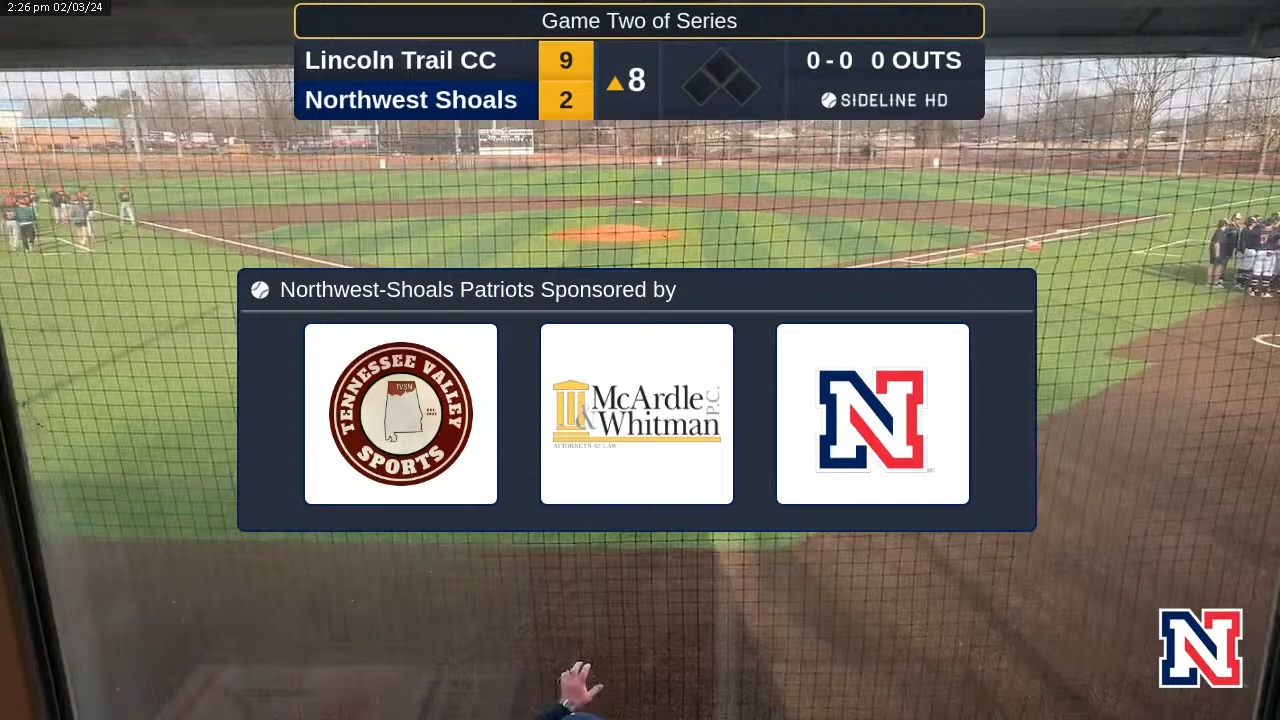 2:26 pm 02/03/24
Game Two of Series
Lincoln Trail CC 9
▲8
0 - 0 0 OUTS
Northwest Shoals 2
SIDELINE HD
Northwest-Shoals Patriots Sponsored by
TENNESSEE VALLEY
TVSN
SPORTS
McArdle
& Whitman P.C.
ATTORNEYS AT LAW
N
N